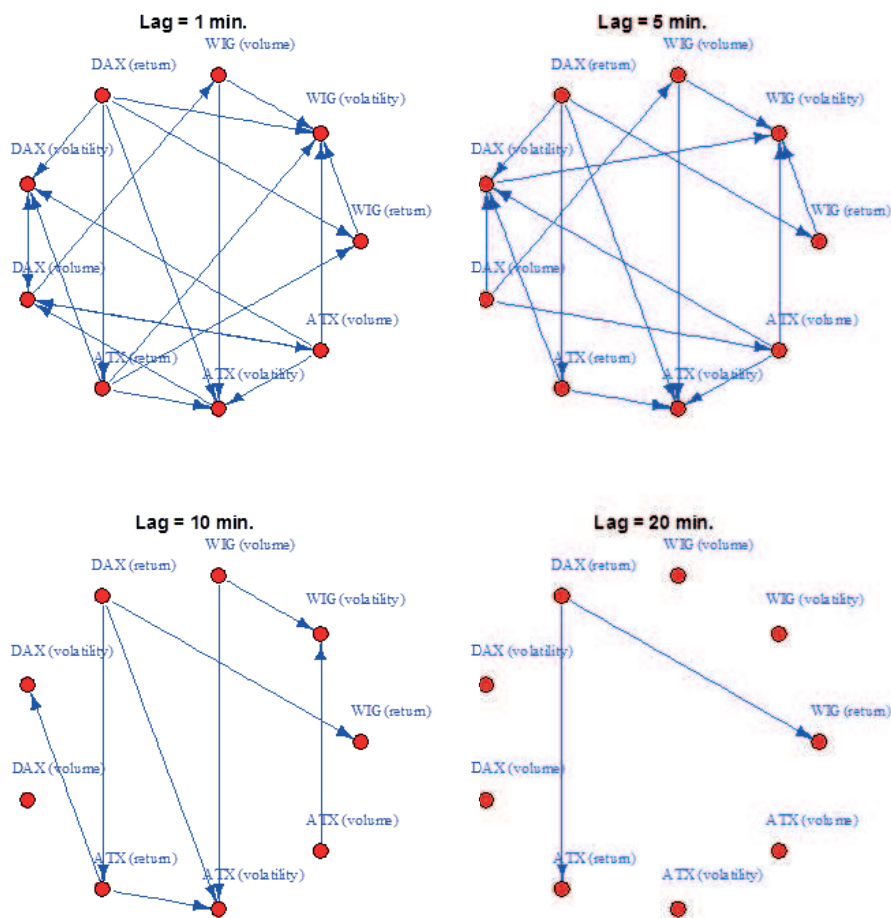 Lag = 1 min.
WIG (volume)
DAX (return)
WIG (volatility)
DAX (volatility)
WIG (return)
DAX (volume)
ATX (volume)
ATX (return)
ATX (volatility)
Lag = 5 min.
WIG (volume)
DAX (return)
WIG (volatility)
DAX (volatility)
WIG (return)
DAX (volume)
ATX (volume)
ATX (return)
ATX (volatility)
Lag = 10 min.
WIG (volume)
DAX (return)
WIG (volatility)
DAX (volatility)
WIG (return)
DAX (volume)
ATX (volume)
ATX (return)
ATX (volatility)
Lag = 20 min.
WIG (volume)
DAX (return)
WIG (volatility)
DAX (volatility)
WIG (return)
DAX (volume)
ATX (volume)
ATX (return)
ATX (volatility)